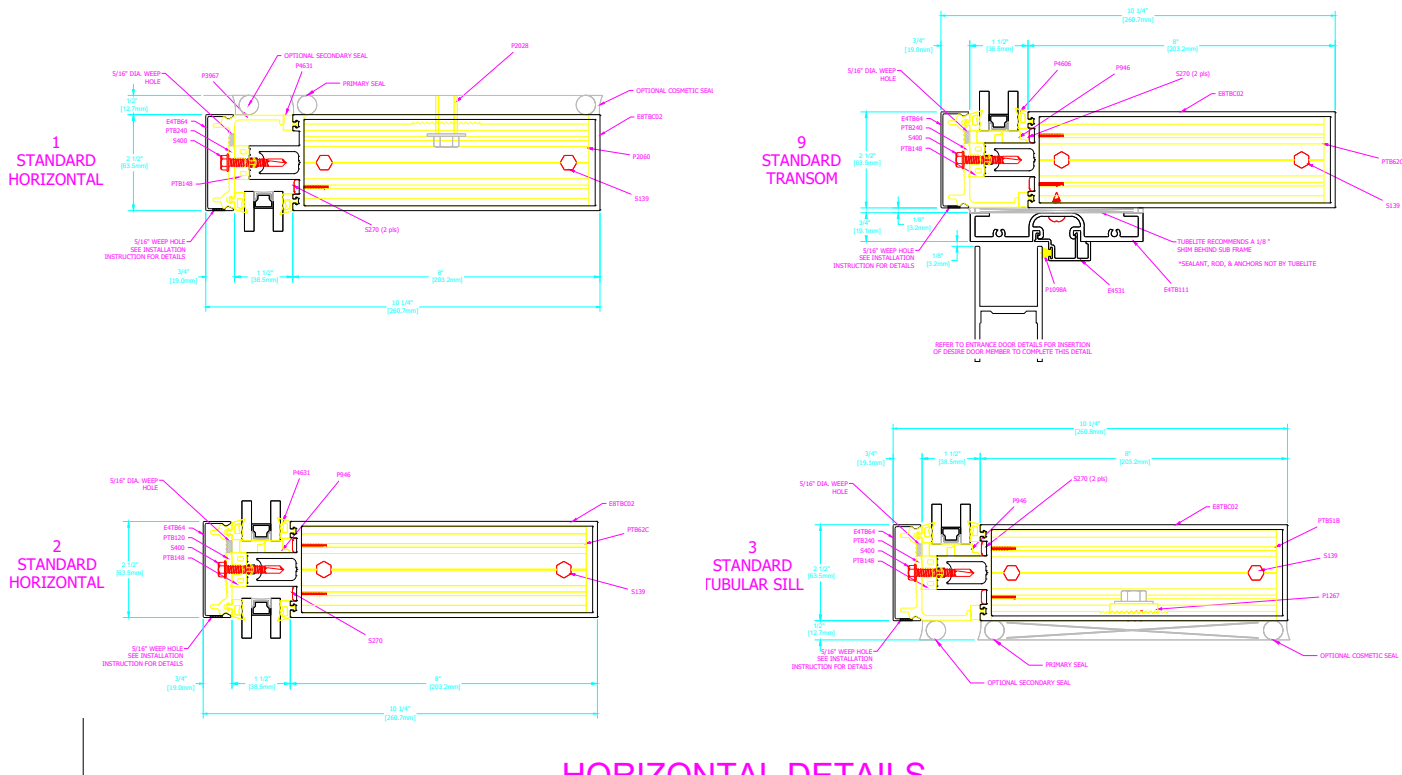 1
STANDARD
HORIZONTAL
5/16" DIA. WEEP
HOLE
P3967
OPTIONAL SECONDARY SEAL
P4631
PRIMARY SEAL
P2028
OPTIONAL COSMETIC SEAL
E8TBC02
P2060
S139
E4TB64
PTB240
S400
PTB148
S270 (2 pls)
5/16" WEEP HOLE
SEE INSTALLATION
INSTRUCTION FOR DETAILS
1/2"
[12.7mm]
2 1/2"
[63.5mm]
3/4"
[19.0mm]
1 1/2"
[38.5mm]
8"
[203.2mm]
10 1/4"
[260.7mm]
9
STANDARD
TRANSOM
10 1/4"
[260.7mm]
3/4"
[19.0mm]
1 1/2"
[38.5mm]
8"
[203.2mm]
5/16" DIA. WEEP
HOLE
P4606
P946
S270 (2 pls)
E8TBC02
E4TB64
PTB240
S400
PTB148
PTB62C
S139
2 1/2"
[63.5mm]
3/4"
[19.1mm]
1/8"
[3.2mm]
1/8"
[3.2mm]
5/16" WEEP HOLE
SEE INSTALLATION
INSTRUCTION FOR DETAILS
TUBELITE RECOMMENDS A 1/8 "
SHIM BEHIND SUB FRAME
*SEALANT, ROD, & ANCHORS NOT BY TUBELITE
P1098A
E4531
E4TB111
REFER TO ENTRANCE DOOR DETAILS FOR INSERTION
OF DESIRE DOOR MEMBER TO COMPLETE THIS DETAIL
2
STANDARD
HORIZONTAL
5/16" DIA. WEEP
HOLE
P4631
P946
E8TBC02
E4TB64
PTB120
S400
PTB148
PTB62C
S139
S270
2 1/2"
[63.5mm]
5/16" WEEP HOLE
SEE INSTALLATION
INSTRUCTION FOR DETAILS
3/4"
[19.0mm]
1 1/2"
[38.5mm]
8"
[203.2mm]
10 1/4"
[260.7mm]
3
STANDARD
TUBULAR SILL
10 1/4"
[260.8mm]
3/4"
[19.1mm]
1 1/2"
[38.5mm]
8"
[203.2mm]
5/16" DIA. WEEP
HOLE
P946
S270 (2 pls)
E8TBC02
E4TB64
PTB240
S400
PTB148
PTB51B
S139
P1267
2 1/2"
[63.5mm]
1/2"
[12.7mm]
5/16" WEEP HOLE
SEE INSTALLATION
INSTRUCTION FOR DETAILS
OPTIONAL COSMETIC SEAL
PRIMARY SEAL
OPTIONAL SECONDARY SEAL
HORIZONTAL DETAILS